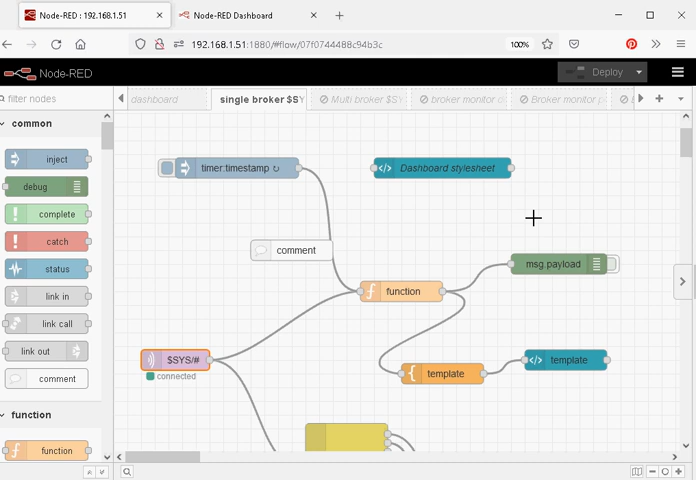 Node-RED : 192.168.1.51
Node-RED Dashboard
192.168.1.51:1880/#flow/07f0744488c94b3c
100%
Node-RED
Deploy
filter nodes
dashboard
single broker $SY
Multi broker $SY
broker monitor d
Broker monitor p
common
inject
debug
complete
catch
status
link in
link call
link out
comment
function
function
timer:timestamp ↻
Dashboard stylesheet
comment
msg.payload
function
$SYS/#
connected
template
template